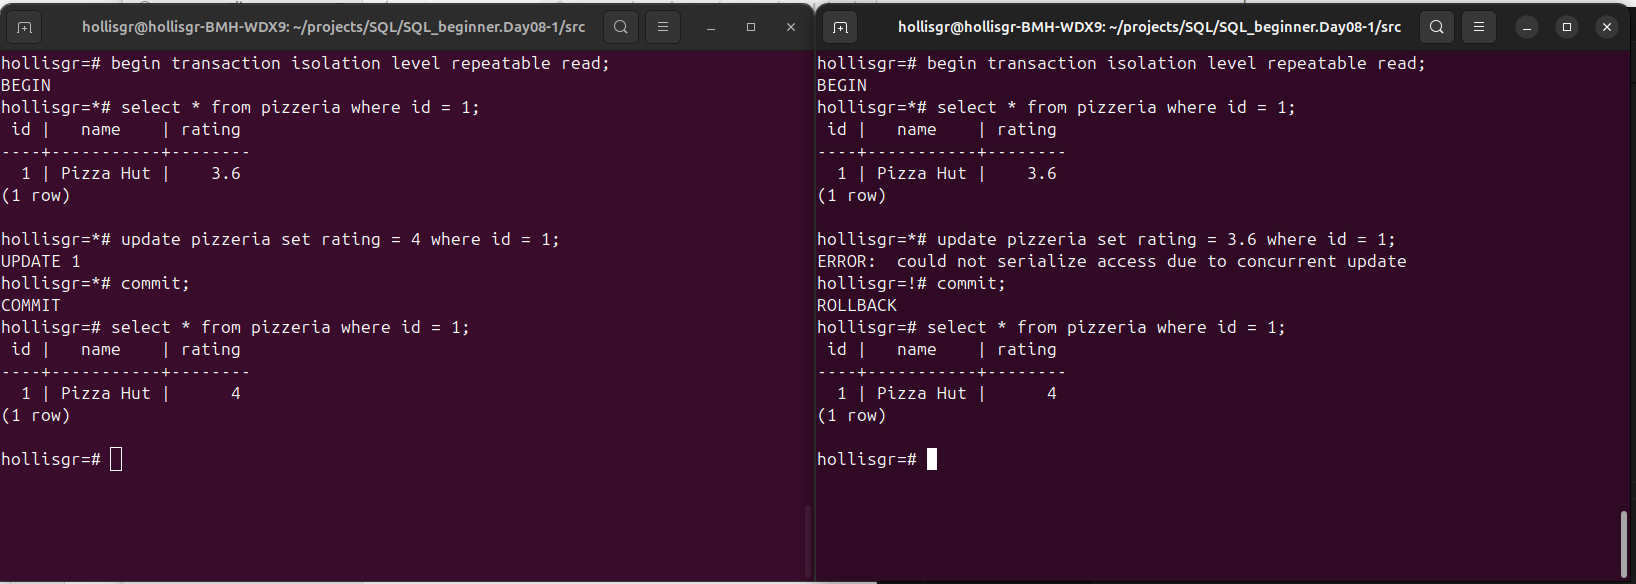 hollisgr@hollisgr-BMH-WDX9: ~/projects/SQL/SQL_beginner.Day08-1/src
hollisgr=# begin transaction isolation level repeatable read;
BEGIN
hollisgr=*# select * from pizzeria where id = 1;
 id |   name    | rating
----+-----------+--------
  1 | Pizza Hut |    3.6
(1 row)

hollisgr=*# update pizzeria set rating = 4 where id = 1;
UPDATE 1
hollisgr=*# commit;
COMMIT
hollisgr=# select * from pizzeria where id = 1;
 id |   name    | rating
----+-----------+--------
  1 | Pizza Hut |      4
(1 row)

hollisgr=#
hollisgr@hollisgr-BMH-WDX9: ~/projects/SQL/SQL_beginner.Day08-1/src
hollisgr=# begin transaction isolation level repeatable read;
BEGIN
hollisgr=*# select * from pizzeria where id = 1;
 id |   name    | rating
----+-----------+--------
  1 | Pizza Hut |    3.6
(1 row)

hollisgr=*# update pizzeria set rating = 3.6 where id = 1;
ERROR:  could not serialize access due to concurrent update
hollisgr=!# commit;
ROLLBACK
hollisgr=# select * from pizzeria where id = 1;
 id |   name    | rating
----+-----------+--------
  1 | Pizza Hut |      4
(1 row)

hollisgr=#